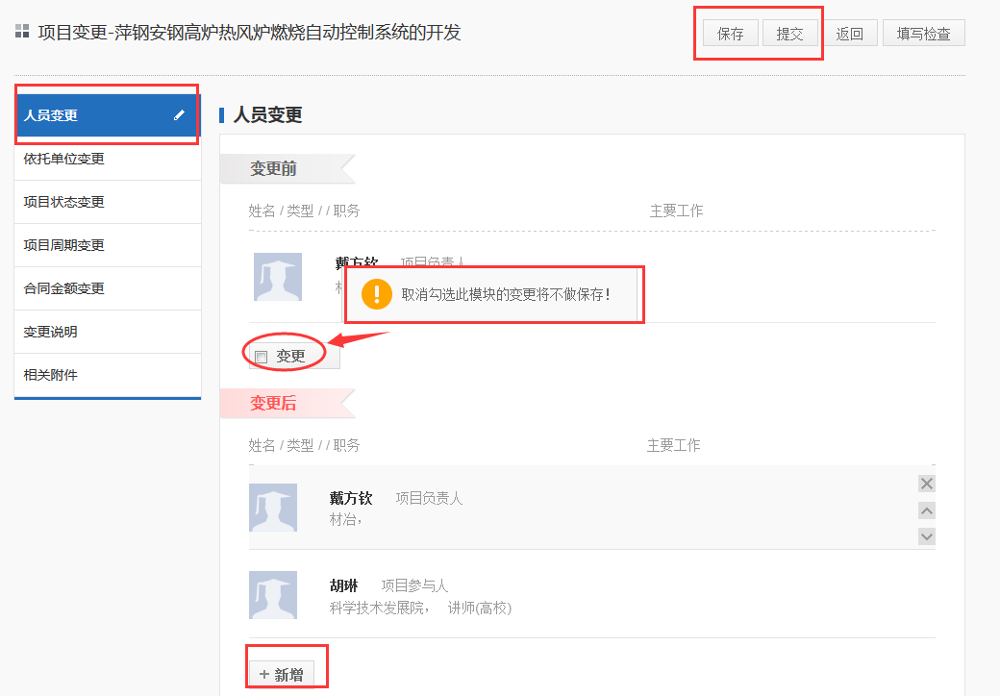 项目变更-萍钢安钢高炉热风炉燃烧自动控制系统的开发
保存 提交 返回 填写检查
人员变更
依托单位变更
项目状态变更
项目周期变更
合同金额变更
变更说明
相关附件
人员变更
变更前
姓名 / 类型 / / 职务 主要工作
戴方钦 项目负责人
取消勾选此模块的变更将不做保存!
变更
变更后
姓名 / 类型 / / 职务 主要工作
戴方钦 项目负责人
材冶,
胡琳 项目参与人
科学技术发展院, 讲师(高校)
+ 新增